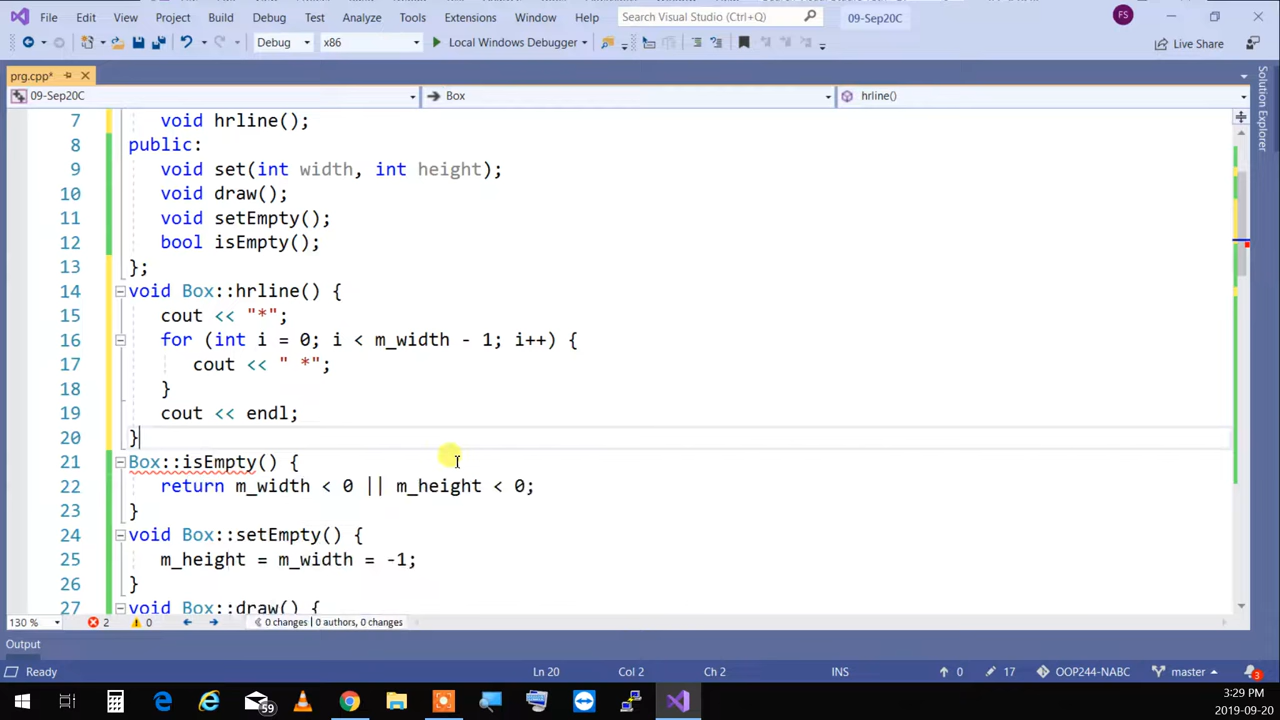 File Edit View Project Build Debug Test Analyze Tools Extensions Window Help Search Visual Studio (Ctrl+Q) 09-Sep20C FS
Debug x86 Local Windows Debugger Live Share
prg.cpp*
09-Sep20C Box hrline()
Solution Explorer
7 void hrline();
8 public:
9 void set(int width, int height);
10 void draw();
11 void setEmpty();
12 bool isEmpty();
13 };
14 void Box::hrline() {
15 cout << "*";
16 for (int i = 0; i < m_width - 1; i++) {
17 cout << " *";
18 }
19 cout << endl;
20 }
21 Box::isEmpty() {
22 return m_width < 0 || m_height < 0;
23 }
24 void Box::setEmpty() {
25 m_height = m_width = -1;
26 }
27 void Box::draw() {
130 % 2 0 0 changes | 0 authors, 0 changes
Output
Ready Ln 20 Col 2 Ch 2 INS 0 17 OOP244-NABC master 3
59 3:29 PM
2019-09-20